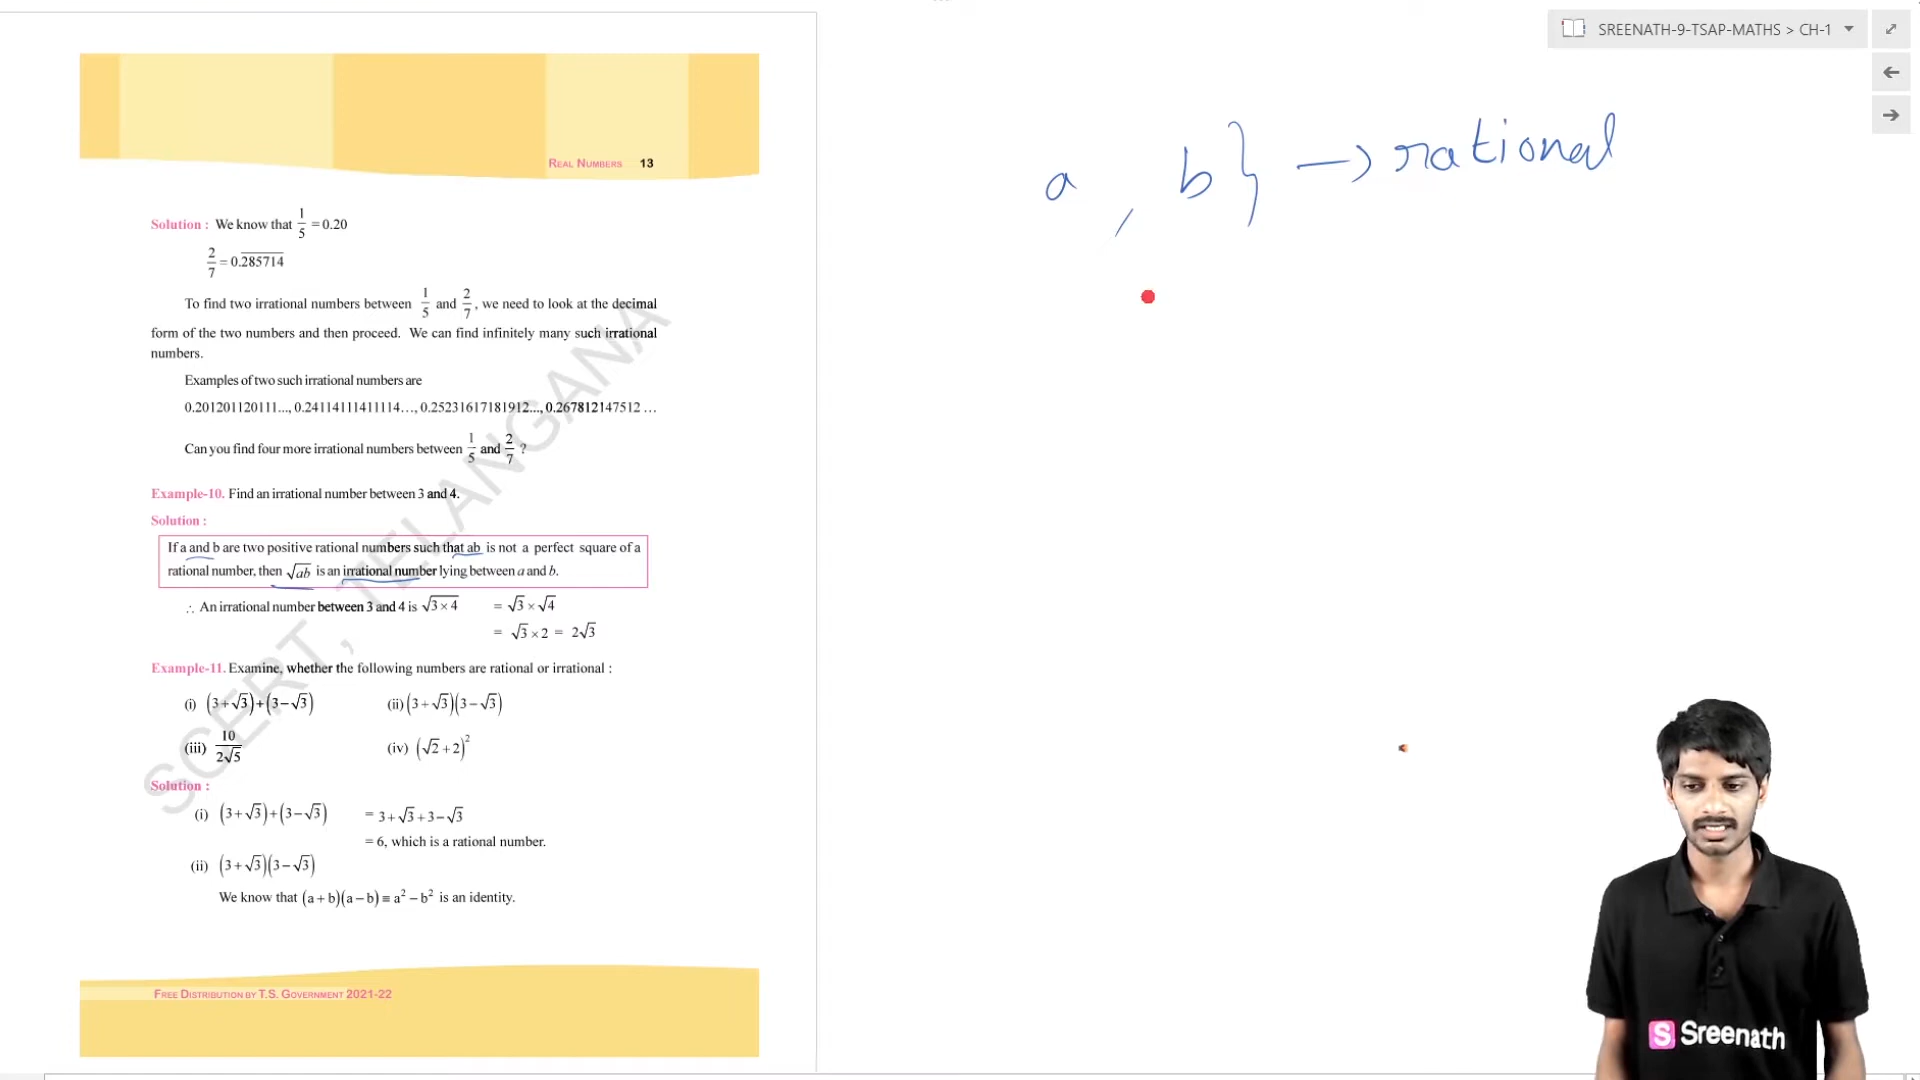 SREENATH-9-TSAP-MATHS > CH-1
REAL NUMBERS 13
Solution : We know that 1/5 = 0.20
2/7 = 0.2̅8̅5̅7̅1̅4̅
To find two irrational numbers between 1/5 and 2/7, we need to look at the decimal
form of the two numbers and then proceed. We can find infinitely many such irrational
numbers.
Examples of two such irrational numbers are
0.201201120111..., 0.24114111411114…, 0.25231617181912..., 0.267812147512 …
Can you find four more irrational numbers between 1/5 and 2/7 ?
Example-10. Find an irrational number between 3 and 4.
Solution :
If a and b are two positive rational numbers such that ab is not a perfect square of a
rational number, then √ab is an irrational number lying between a and b.
∴ An irrational number between 3 and 4 is √3 × 4 = √3 × √4
= √3 × 2 = 2√3
Example-11. Examine, whether the following numbers are rational or irrational :
(i) (3+√3)+(3−√3) (ii) (3+√3)(3−√3)
(iii) 10/2√5 (iv) (√2+2)²
Solution :
(i) (3+√3)+(3−√3) = 3+√3+3−√3
= 6, which is a rational number.
(ii) (3+√3)(3−√3)
We know that (a+b)(a−b) ≡ a² − b² is an identity.
FREE DISTRIBUTION BY T.S. GOVERNMENT 2021-22
SCERT, TELANGANA
a , b } → rational
S Sreenath